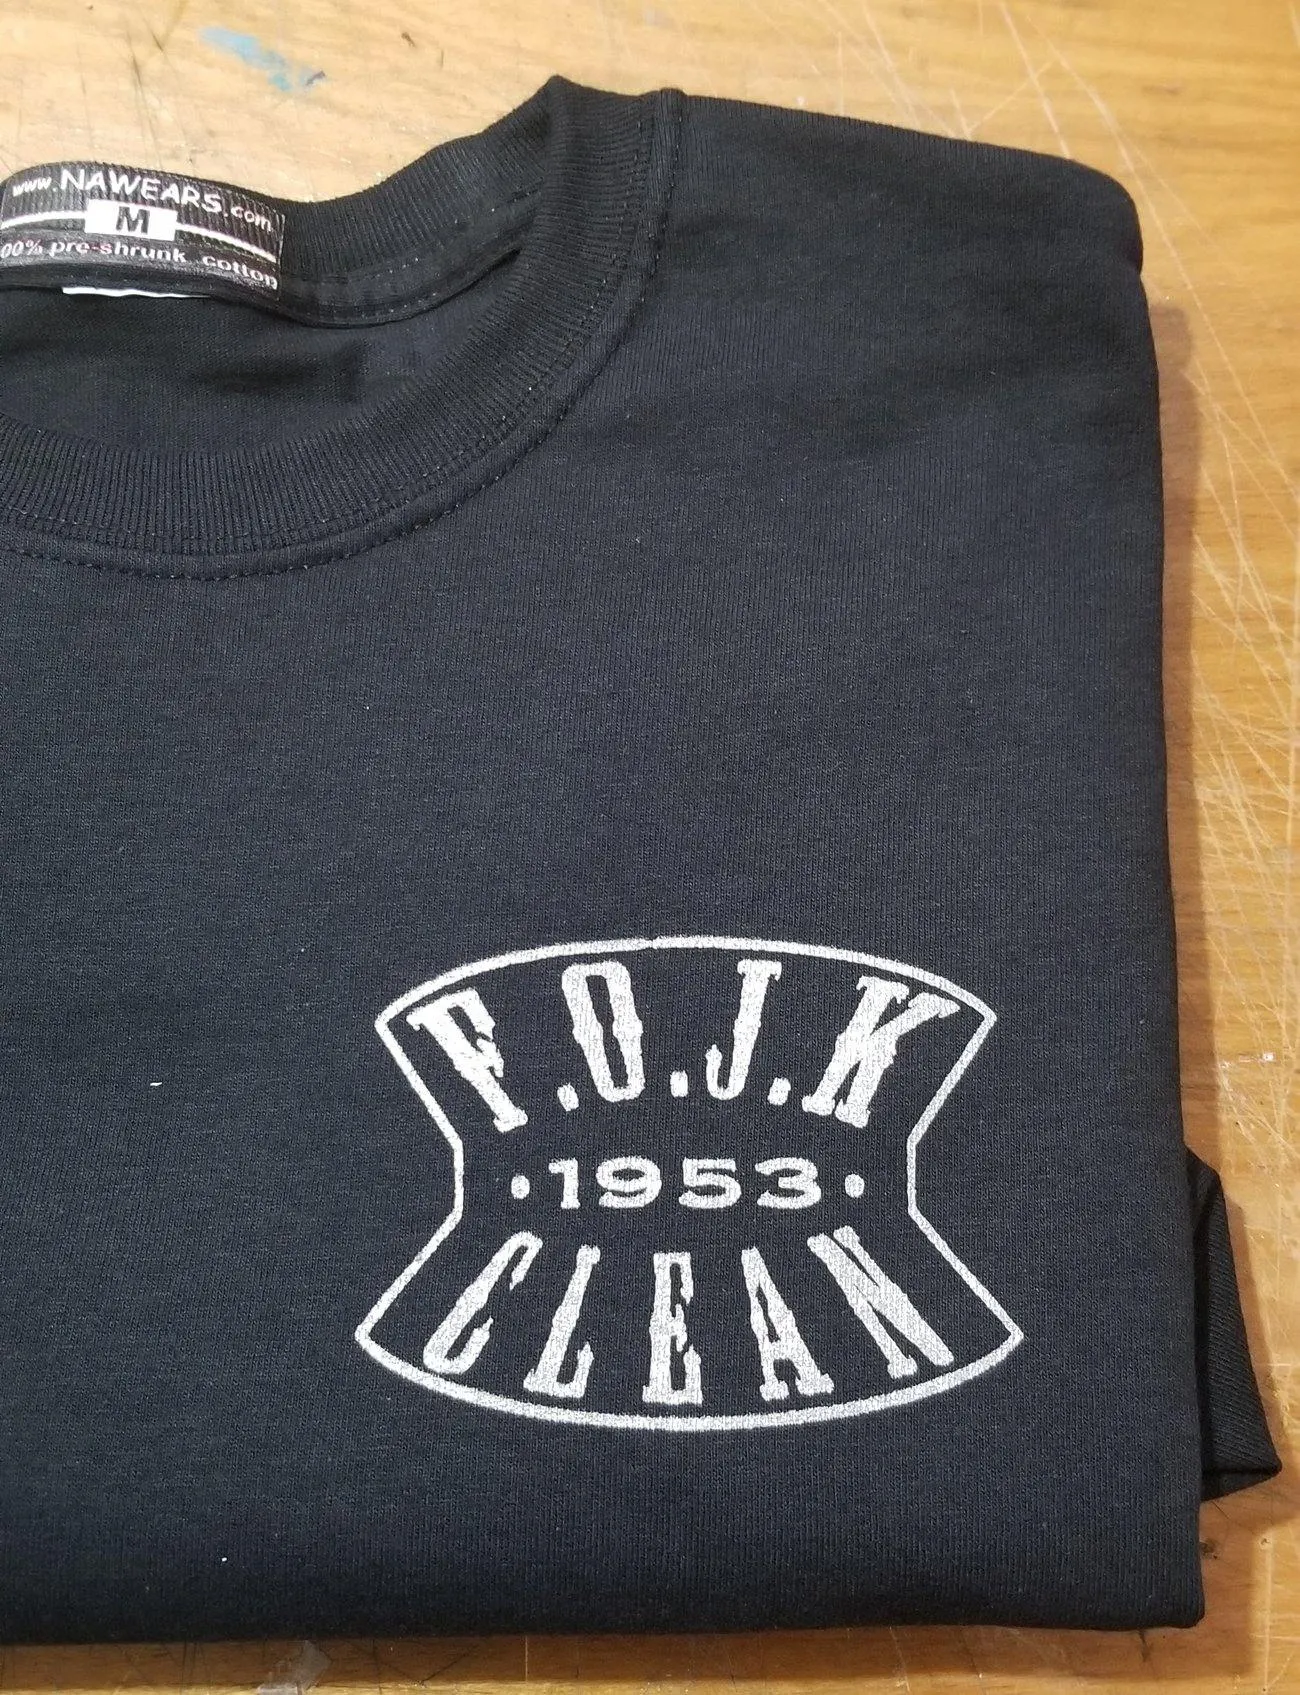 www.NAWEARS.com
M
00% pre-shrunk cotton
F.O.J.K
·1953·
CLEAN